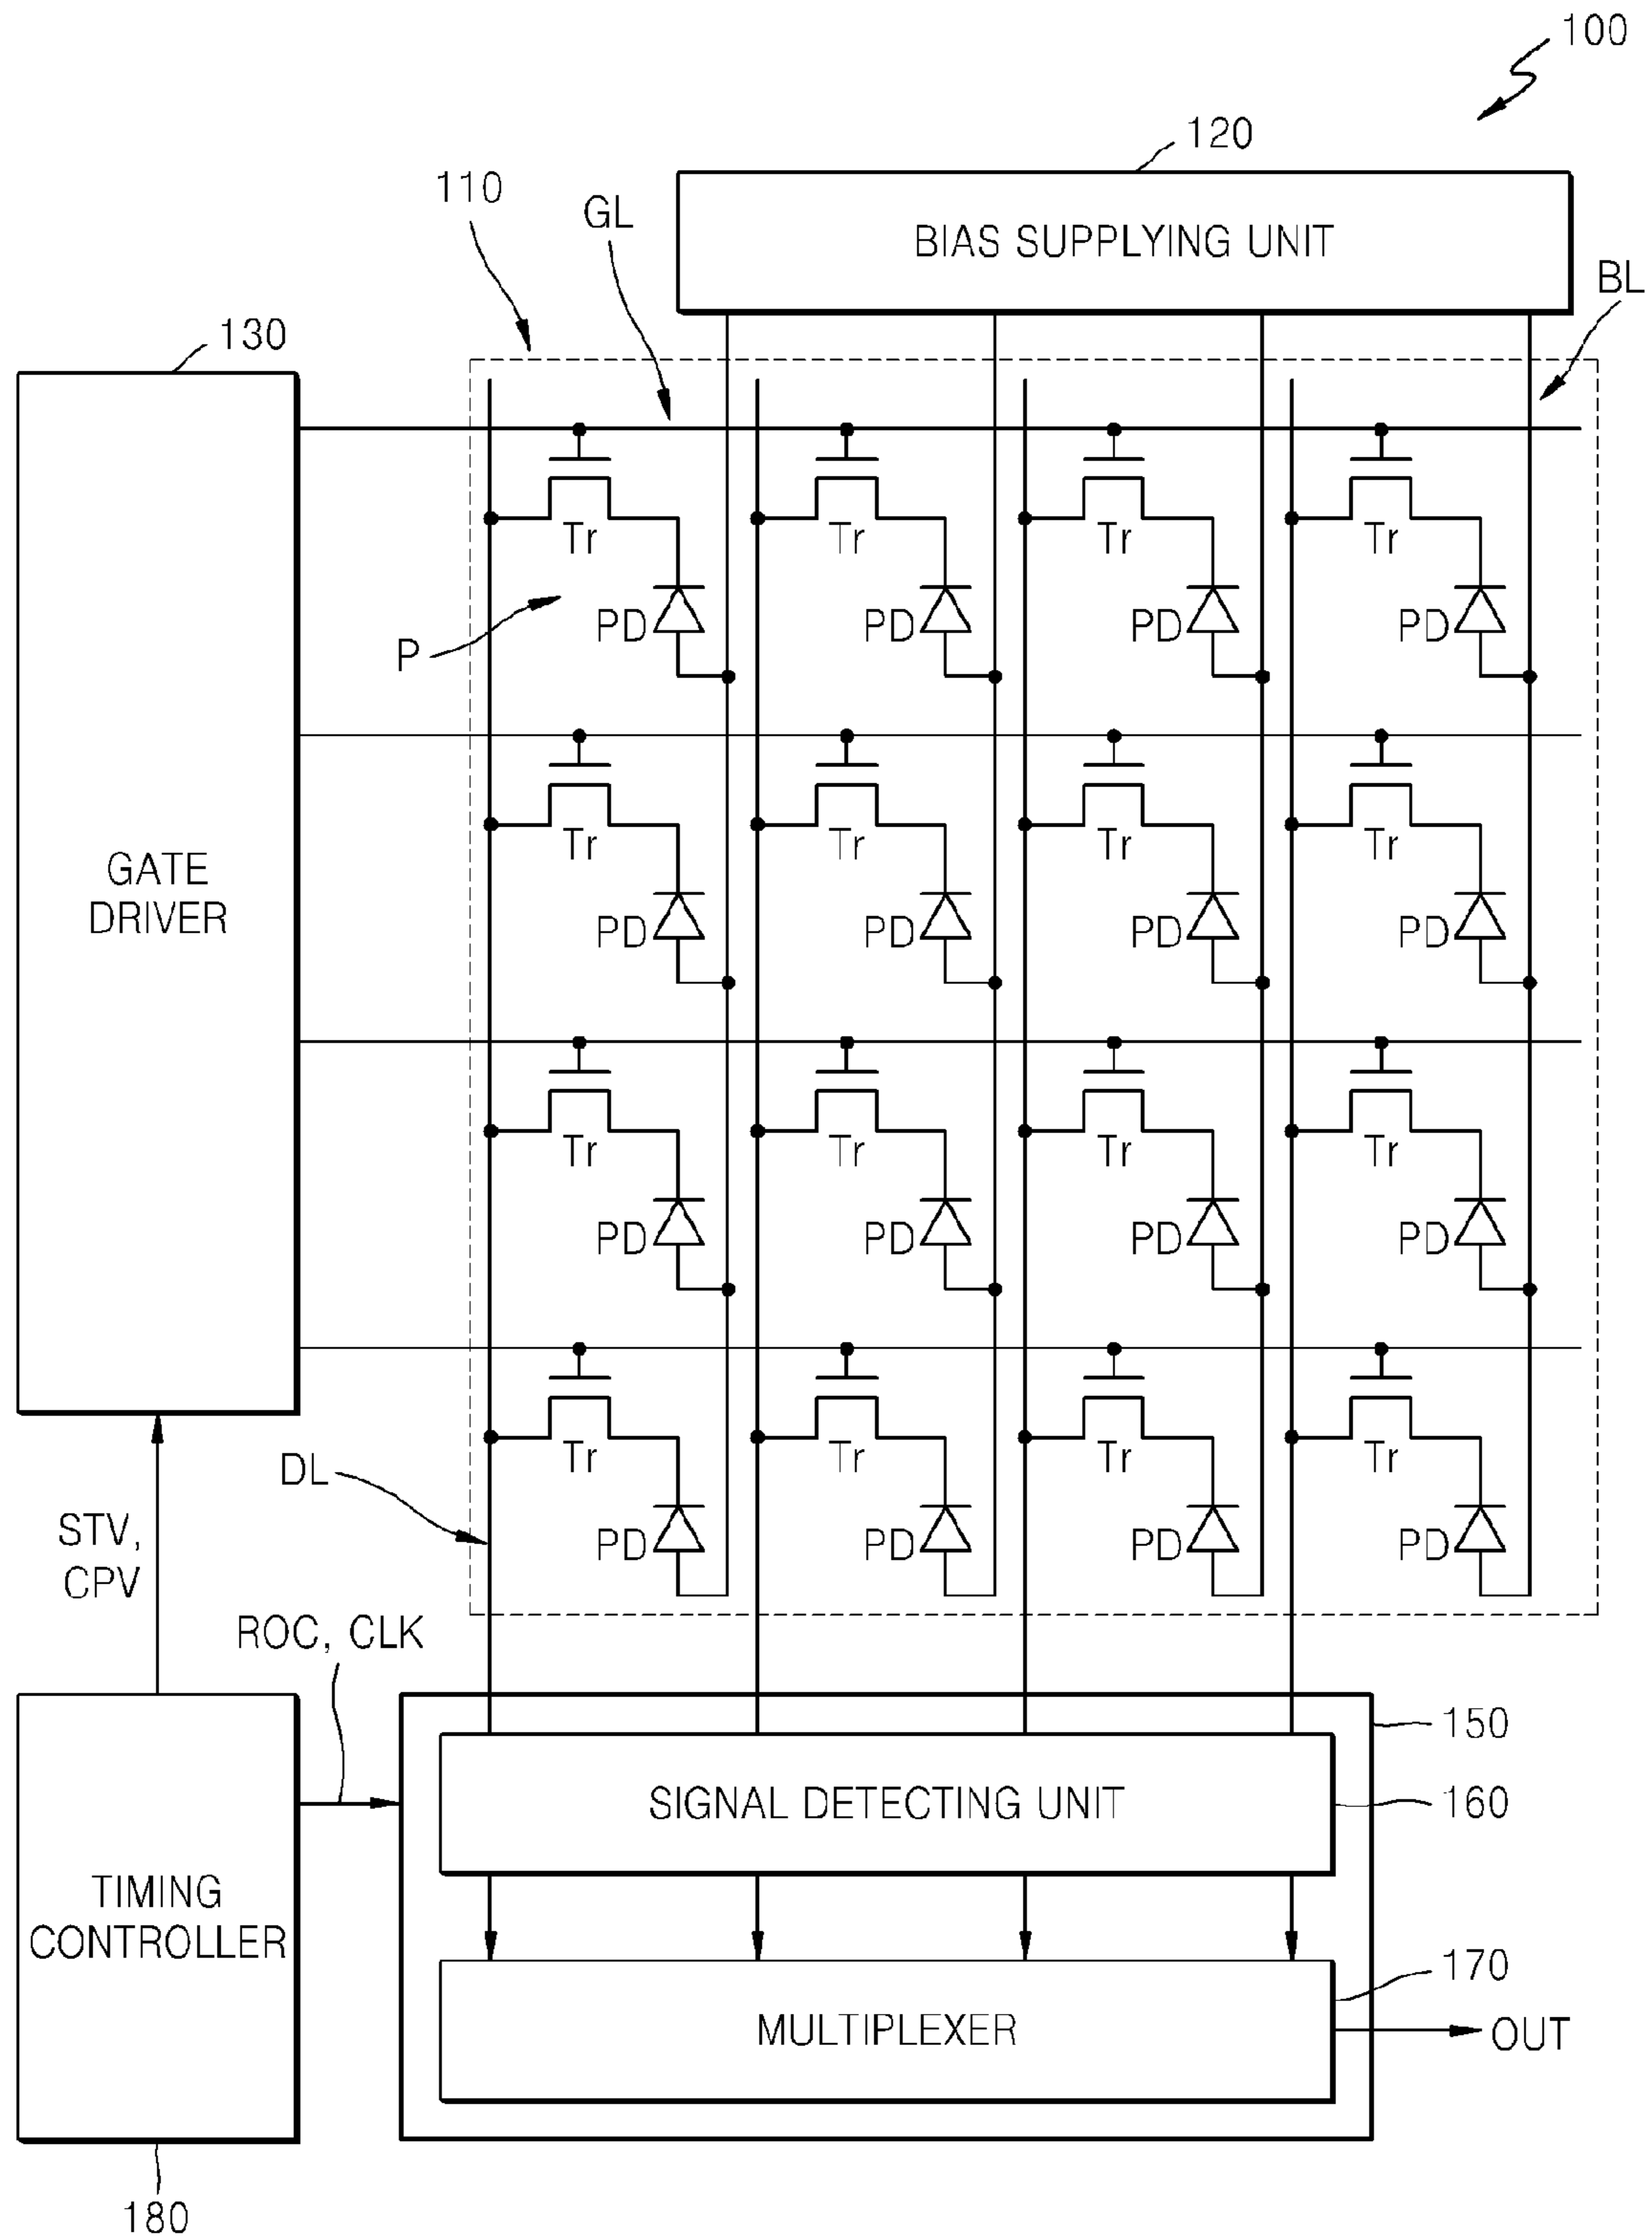 100
120
110
GL
BIAS SUPPLYING UNIT
BL
130
Tr Tr Tr Tr
PD PD PD PD
P
Tr Tr Tr Tr
GATE
DRIVER
PD PD PD PD
Tr Tr Tr Tr
PD PD PD PD
Tr Tr Tr Tr
DL
PD PD PD PD
STV,
CPV
ROC, CLK
150
SIGNAL DETECTING UNIT
160
TIMING
CONTROLLER
170
MULTIPLEXER
OUT
180